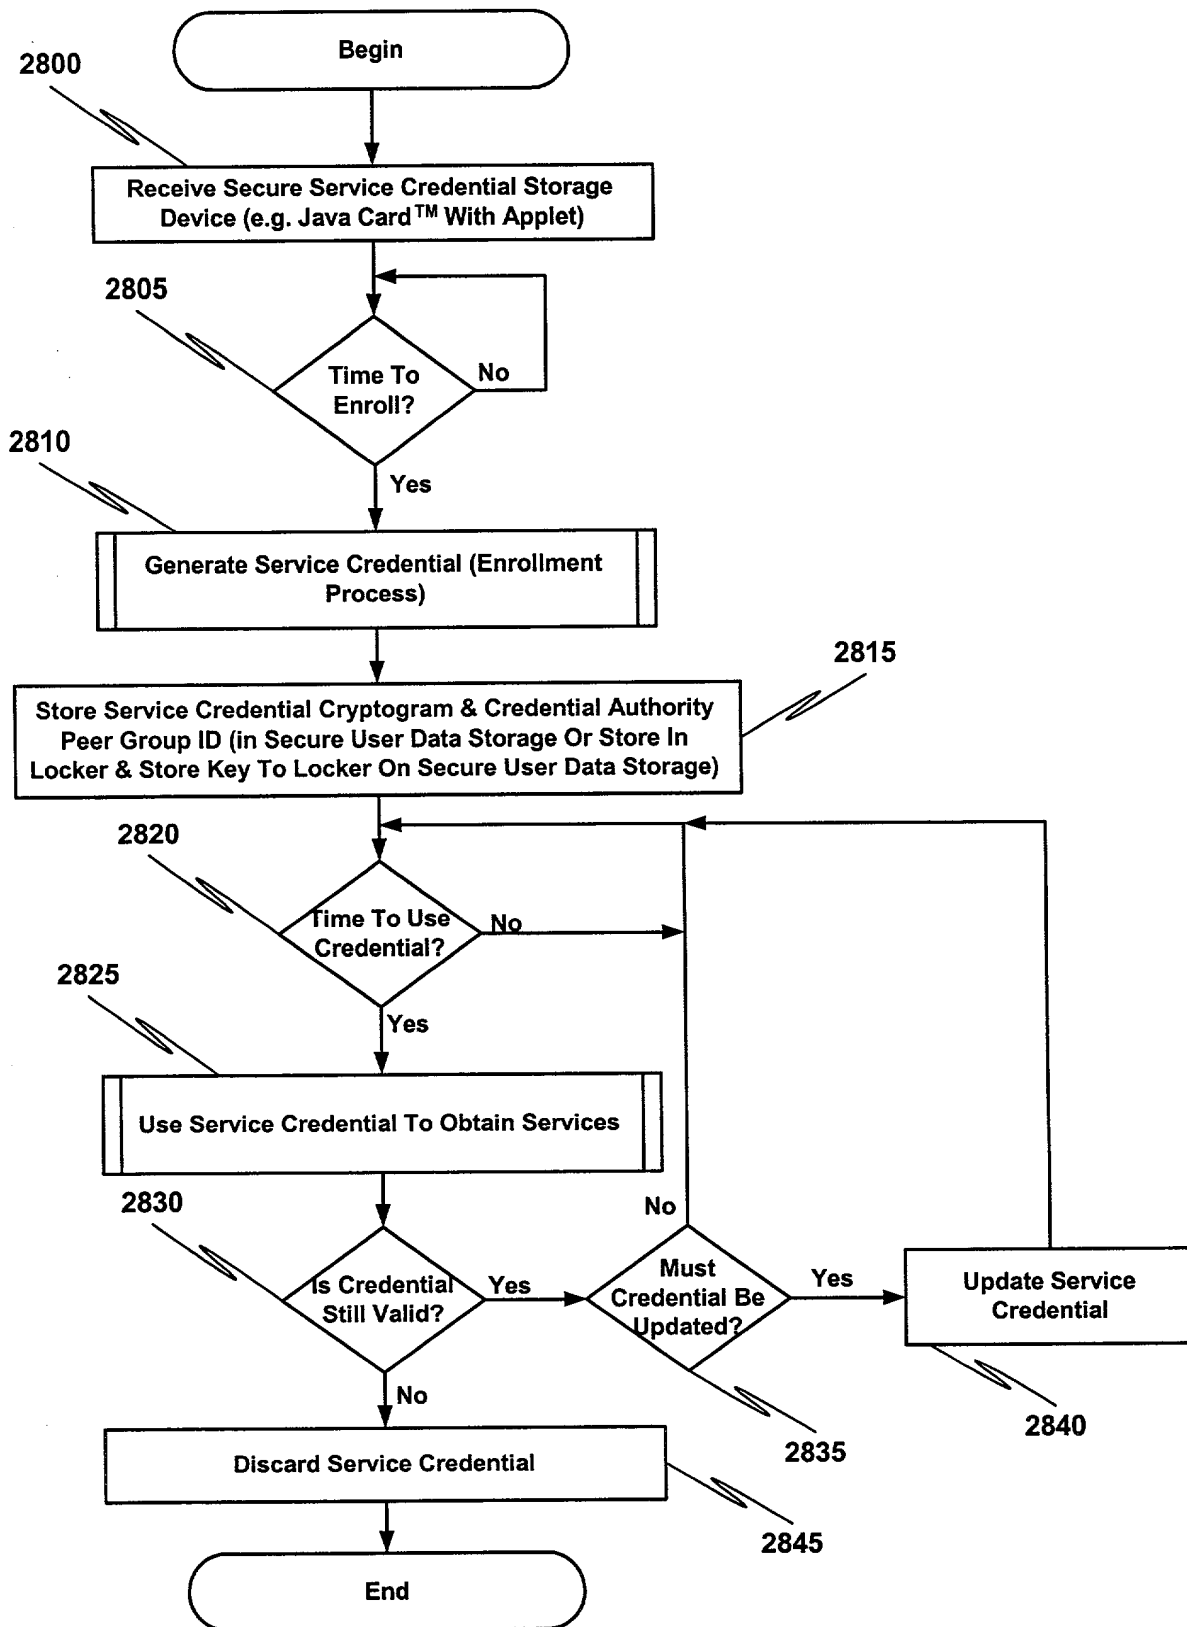 Begin
2800
Receive Secure Service Credential Storage
Device (e.g. Java Card™ With Applet)
2805
Time To
Enroll?
No
2810
Yes
Generate Service Credential (Enrollment
Process)
2815
Store Service Credential Cryptogram & Credential Authority
Peer Group ID (in Secure User Data Storage Or Store In
Locker & Store Key To Locker On Secure User Data Storage)
2820
Time To Use
Credential?
No
2825
Yes
Use Service Credential To Obtain Services
2830
No
Is Credential
Still Valid?
Yes
Must
Credential Be
Updated?
Yes
Update Service
Credential
No
2835
2840
Discard Service Credential
2845
End